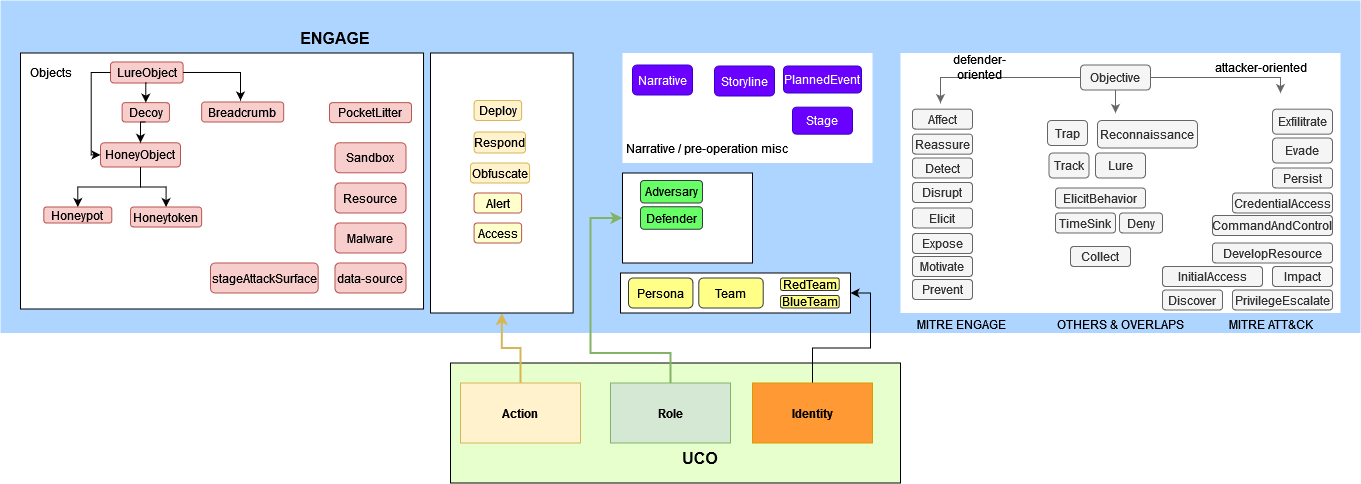 ENGAGE
Objects
LureObject
Decoy
Breadcrumb
PocketLitter
HoneyObject
Sandbox
Resource
Honeypot
Honeytoken
Malware
stageAttackSurface
data-source
Deploy
Respond
Obfuscate
Alert
Access
Narrative
Storyline
PlannedEvent
Stage
Narrative / pre-operation misc
Adversary
Defender
Persona
Team
RedTeam
BlueTeam
defender-
oriented
Objective
attacker-oriented
Affect
Reassure
Detect
Disrupt
Elicit
Expose
Motivate
Prevent
Trap
Reconnaissance
Track
Lure
ElicitBehavior
TimeSink
Deny
Collect
Exfilitrate
Evade
Persist
CredentialAccess
CommandAndControl
DevelopResource
InitialAccess
Impact
Discover
PrivilegeEscalate
MITRE ENGAGE
OTHERS & OVERLAPS
MITRE ATT&CK
Action
Role
Identity
UCO